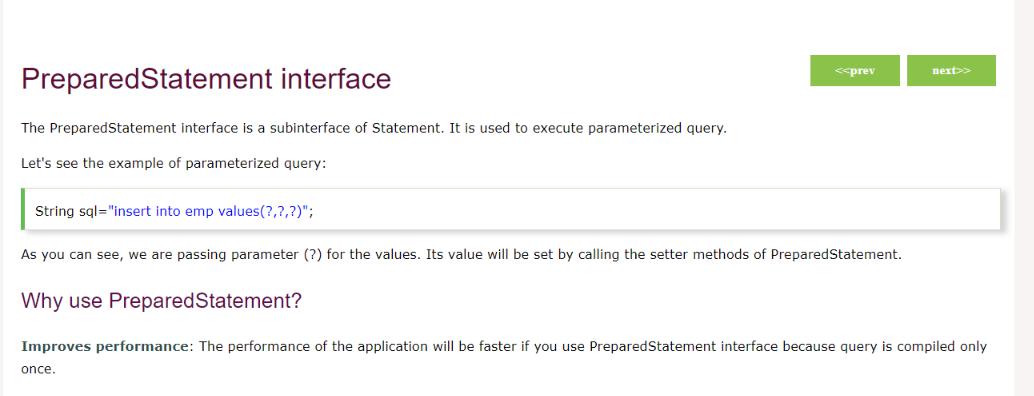 PreparedStatement interface
<<prev
next>>
The PreparedStatement interface is a subinterface of Statement. It is used to execute parameterized query.
Let's see the example of parameterized query:
String sql="insert into emp values(?,?,?)";
As you can see, we are passing parameter (?) for the values. Its value will be set by calling the setter methods of PreparedStatement.
Why use PreparedStatement?
Improves performance: The performance of the application will be faster if you use PreparedStatement interface because query is compiled only
once.